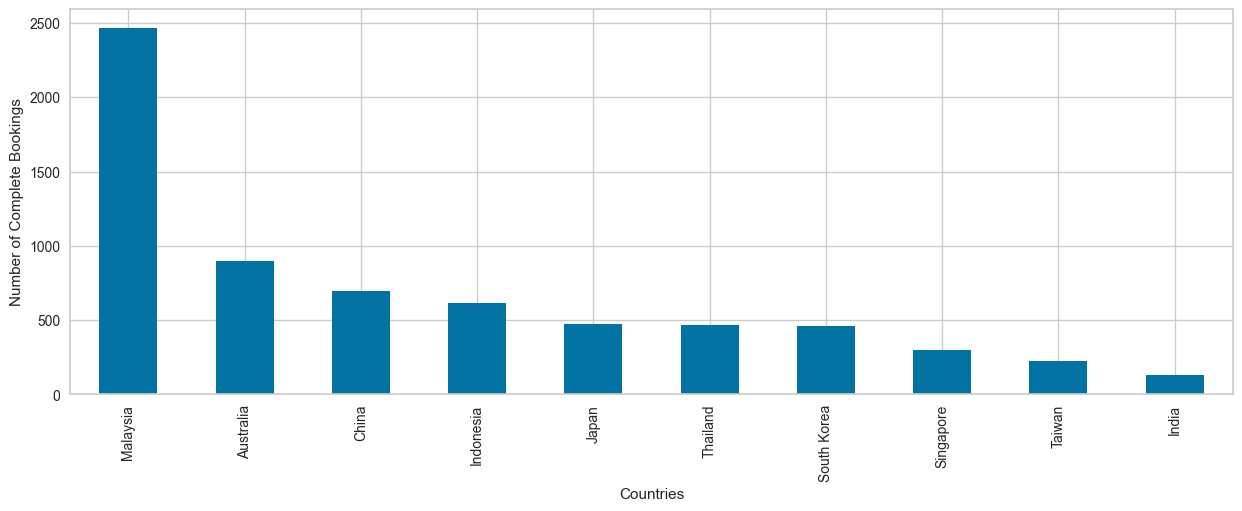 2500
2000
1500
1000
500
0
Number of Complete Bookings
Malaysia
Australia
China
Indonesia
Japan
Thailand
South Korea
Singapore
Taiwan
India
Countries